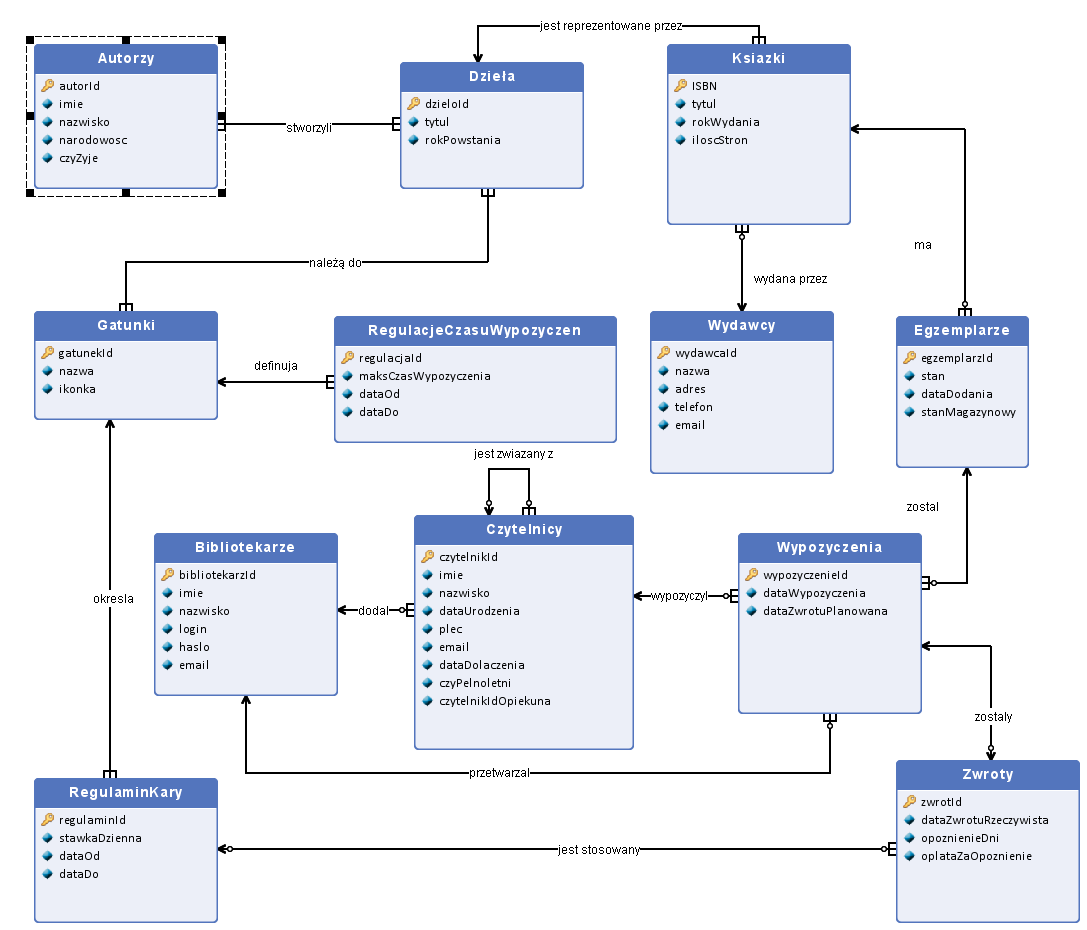 jest reprezentowane przez
Autorzy
autorId
imie
nazwisko
narodowosc
czyZyje
stworzyli
Dzieła
dzieloId
tytul
rokPowstania
Ksiazki
ISBN
tytul
rokWydania
iloscStron
ma
należą do
wydana przez
Gatunki
gatunekId
nazwa
ikonka
definuja
RegulacjeCzasuWypozyczen
regulacjaId
maksCzasWypozyczenia
dataOd
dataDo
Wydawcy
wydawcaId
nazwa
adres
telefon
email
Egzemplarze
egzemplarzId
stan
dataDodania
stanMagazynowy
jest zwiazany z
zostal
okresla
Bibliotekarze
bibliotekarzId
imie
nazwisko
login
haslo
email
dodal
Czytelnicy
czytelnikId
imie
nazwisko
dataUrodzenia
plec
email
dataDolaczenia
czyPelnoletni
czytelnikIdOpiekuna
wypozyczyl
Wypozyczenia
wypozyczenieId
dataWypozyczenia
dataZwrotuPlanowana
zostaly
przetwarzal
RegulaminKary
regulaminId
stawkaDzienna
dataOd
dataDo
jest stosowany
Zwroty
zwrotId
dataZwrotuRzeczywista
opoznienieDni
oplataZaOpoznienie